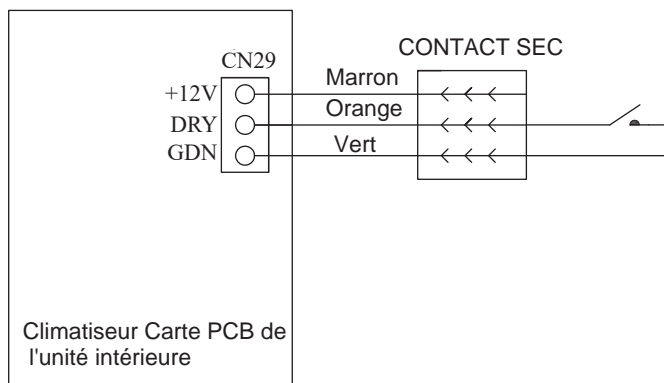 CONTACT SEC
CN29
+12V
Marron
DRY
Orange
GDN
Vert
Climatiseur Carte PCB de
l'unité intérieure